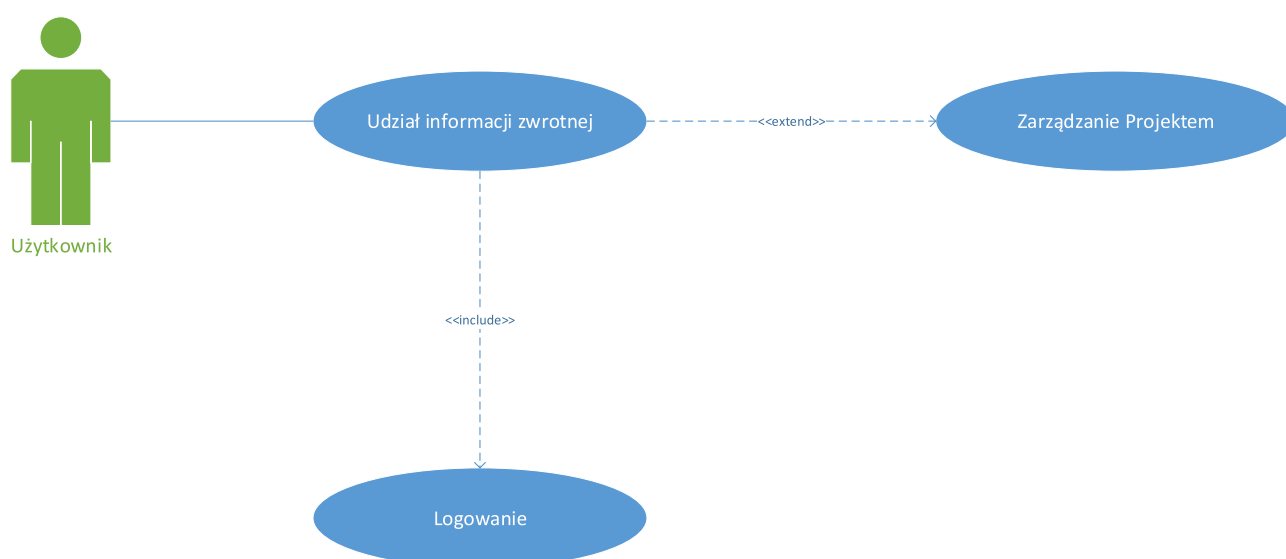 Udział informacji zwrotnej
<<extend>>
Zarządzanie Projektem
Użytkownik
<<include>>
Logowanie